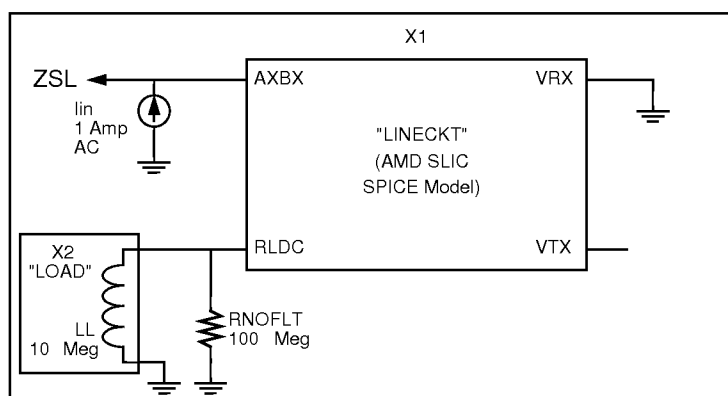 X1
ZSL
AXBX
VRX
Iin
1 Amp
AC
"LINECKT"
(AMD SLIC
SPICE Model)
RLDC
VTX
X2
"LOAD"
LL
10 Meg
RNOFLT
100 Meg